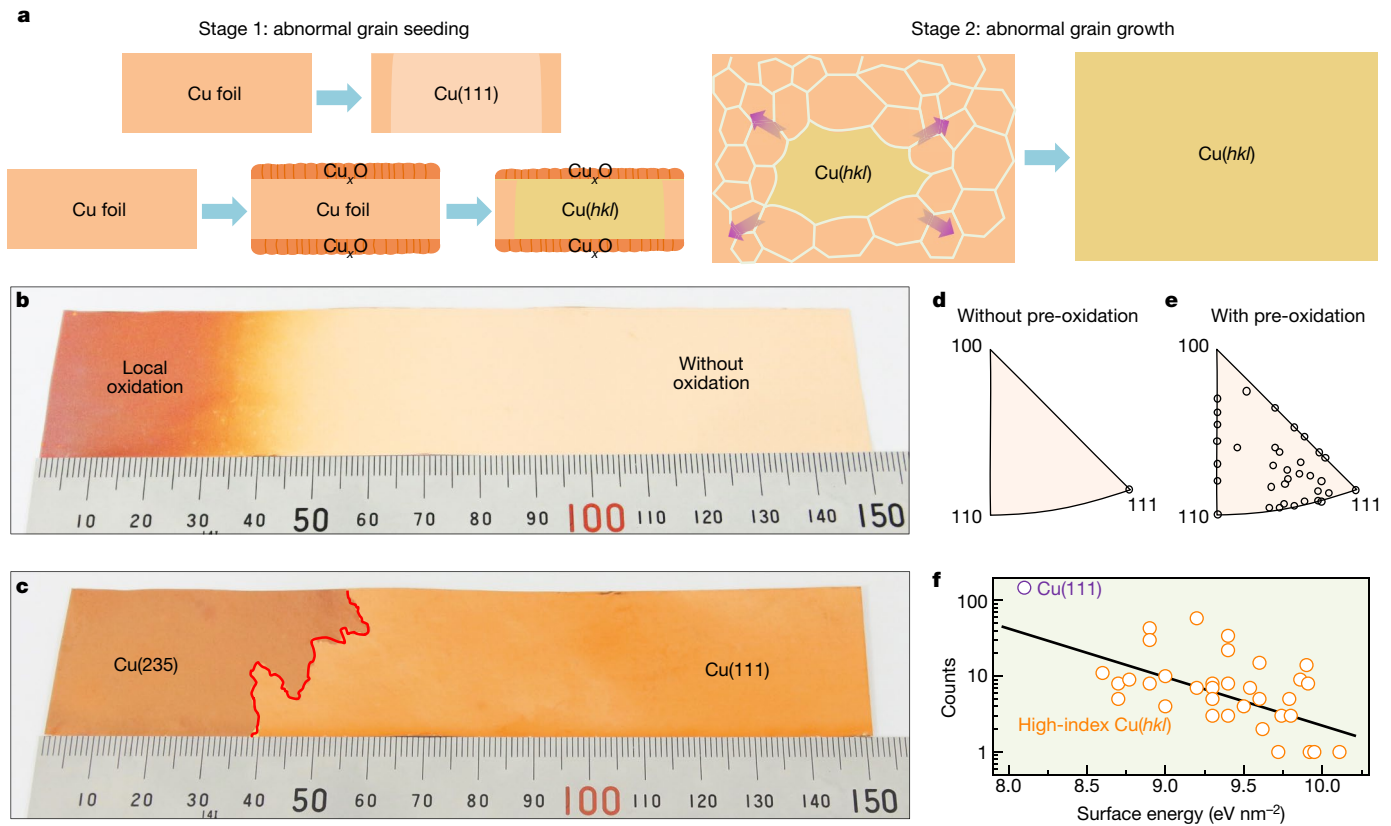 a
Stage 1: abnormal grain seeding
Stage 2: abnormal grain growth
Cu foil
Cu(111)
Cu foil
CuₓO
Cu foil
CuₓO
CuₓO
Cu(hkl)
CuₓO
Cu(hkl)
Cu(hkl)
b
Local
oxidation
Without
oxidation
10 20 30 40 50 60 70 80 90 100 110 120 130 140 150
c
Cu(235)
Cu(111)
10 20 30 40 50 60 70 80 90 100 110 120 130 140 150
d
Without pre-oxidation
100
110
111
e
With pre-oxidation
100
110
111
f
Counts
100
10
1
Cu(111)
High-index Cu(hkl)
8.0 8.5 9.0 9.5 10.0
Surface energy (eV nm⁻²)